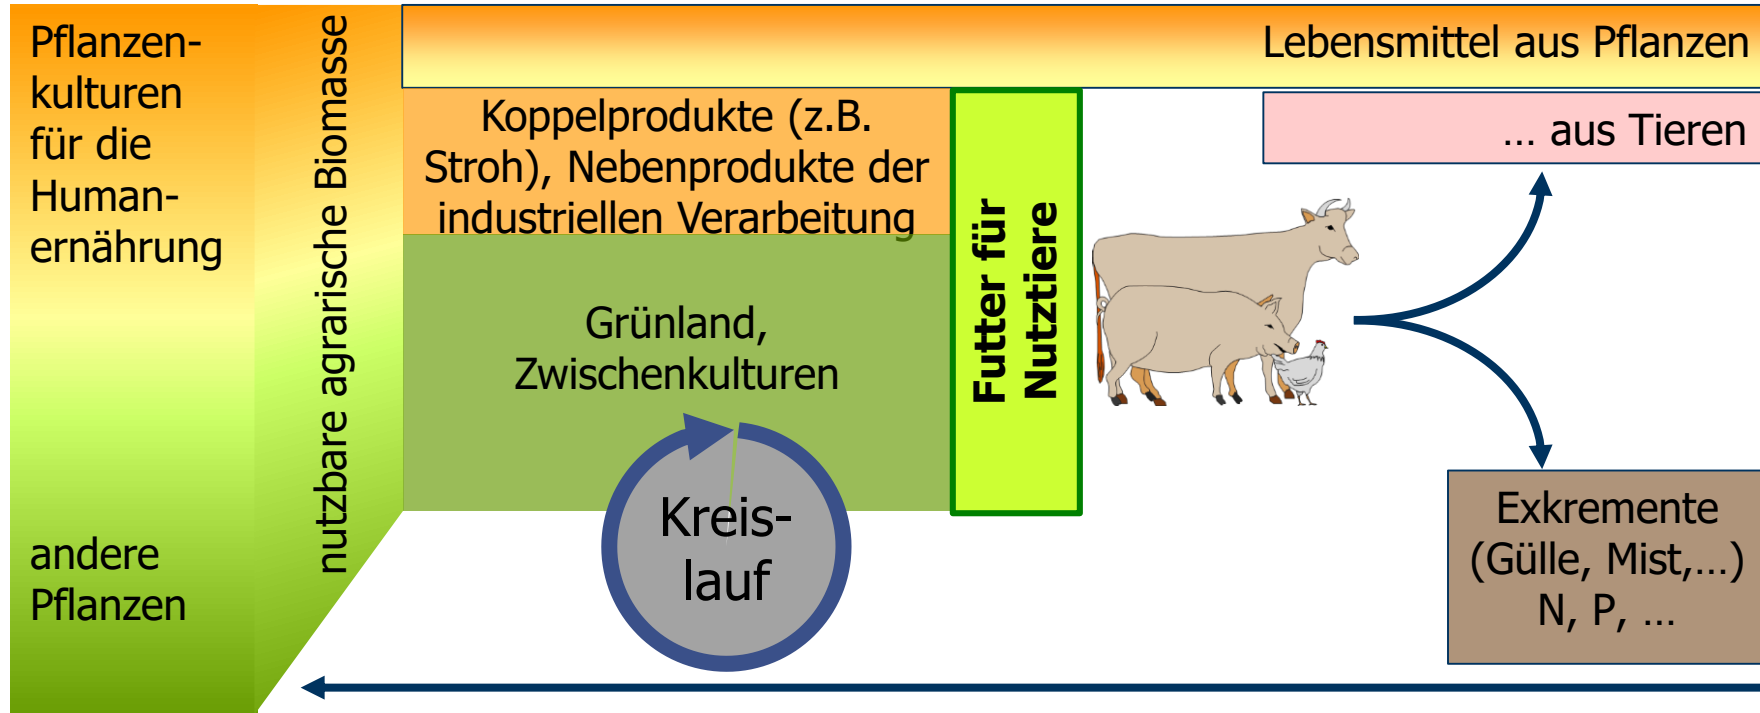 Pflanzen-
kulturen
für die
Human-
ernährung
andere
Pflanzen
nutzbare agrarische Biomasse
Lebensmittel aus Pflanzen
Koppelprodukte (z.B.
Stroh), Nebenprodukte der
industriellen Verarbeitung
Grünland,
Zwischenkulturen
Kreis-
lauf
Futter für
Nutztiere
... aus Tieren
Exkremente
(Gülle, Mist,...)
N, P, ...